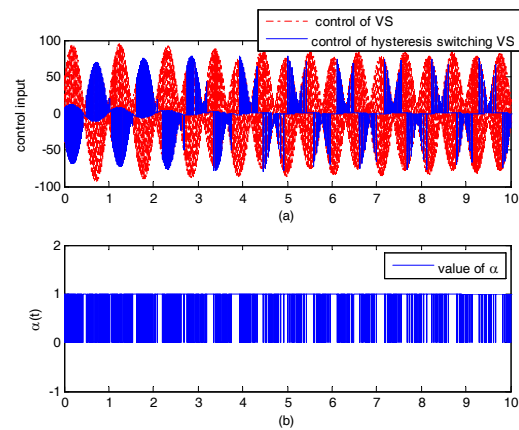 control of VS
control of hysteresis switching VS
100
50
0
-50
-100
control input
0 1 2 3 4 5 6 7 8 9 10
(a)
2
1
0
-1
α(t)
value of α
0 1 2 3 4 5 6 7 8 9 10
(b)